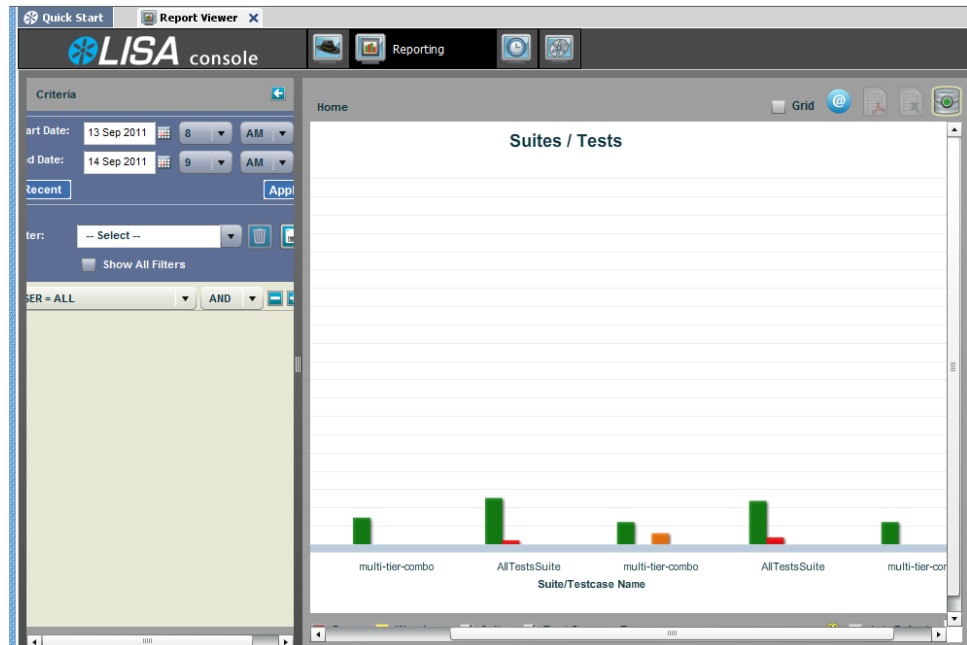 Quick Start
Report Viewer X
LISA console
Reporting
Criteria
Home
Grid
art Date: 13 Sep 2011 8 AM
d Date: 14 Sep 2011 9 AM
Recent
Appl
ter: -- Select --
Show All Filters
SER = ALL
AND
Suites / Tests
multi-tier-combo
AllTestsSuite
multi-tier-combo
AllTestsSuite
multi-tier-cor
Suite/Testcase Name